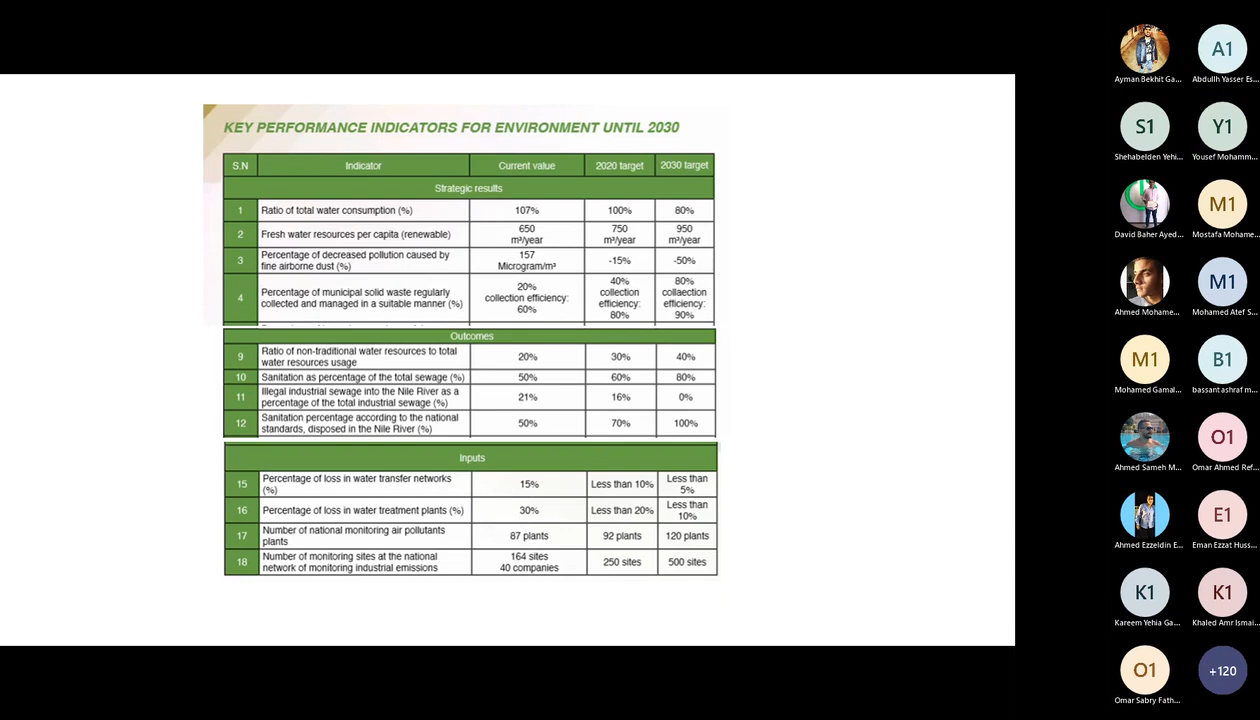 KEY PERFORMANCE INDICATORS FOR ENVIRONMENT UNTIL 2030
S.N Indicator Current value 2020 target 2030 target
Strategic results
1 Ratio of total water consumption (%) 107% 100% 80%
2 Fresh water resources per capita (renewable) 650 m³/year 750 m³/year 950 m³/year
3 Percentage of decreased pollution caused by fine airborne dust (%) 157 Microgram/m³ -15% -50%
4 Percentage of municipal solid waste regularly collected and managed in a suitable manner (%) 20% collection efficiency: 60% 40% collection efficiency: 80% 80% collaection efficiency: 90%
Outcomes
9 Ratio of non-traditional water resources to total water resources usage 20% 30% 40%
10 Sanitation as percentage of the total sewage (%) 50% 60% 80%
11 Illegal industrial sewage into the Nile River as a percentage of the total industrial sewage (%) 21% 16% 0%
12 Sanitation percentage according to the national standards, disposed in the Nile River (%) 50% 70% 100%
Inputs
15 Percentage of loss in water transfer networks (%) 15% Less than 10% Less than 5%
16 Percentage of loss in water treatment plants (%) 30% Less than 20% Less than 10%
17 Number of national monitoring air pollutants plants 87 plants 92 plants 120 plants
18 Number of monitoring sites at the national network of monitoring industrial emissions 164 sites 40 companies 250 sites 500 sites
A1
Ayman Bekhit Ga... Abdullh Yasser Es...
S1 Y1
Shehabelden Yehi... Yousef Mohamm...
M1
David Baher Ayed... Mostafa Mohame...
M1
Ahmed Mohame... Mohamed Atef S...
M1 B1
Mohamed Gamal... bassant ashraf m...
O1
Ahmed Sameh M... Omar Ahmed Ref...
E1
Ahmed Ezzeldin E... Eman Ezzat Huss...
K1 K1
Kareem Yehia Ga... Khaled Amr Ismai...
O1 +120
Omar Sabry Fath...